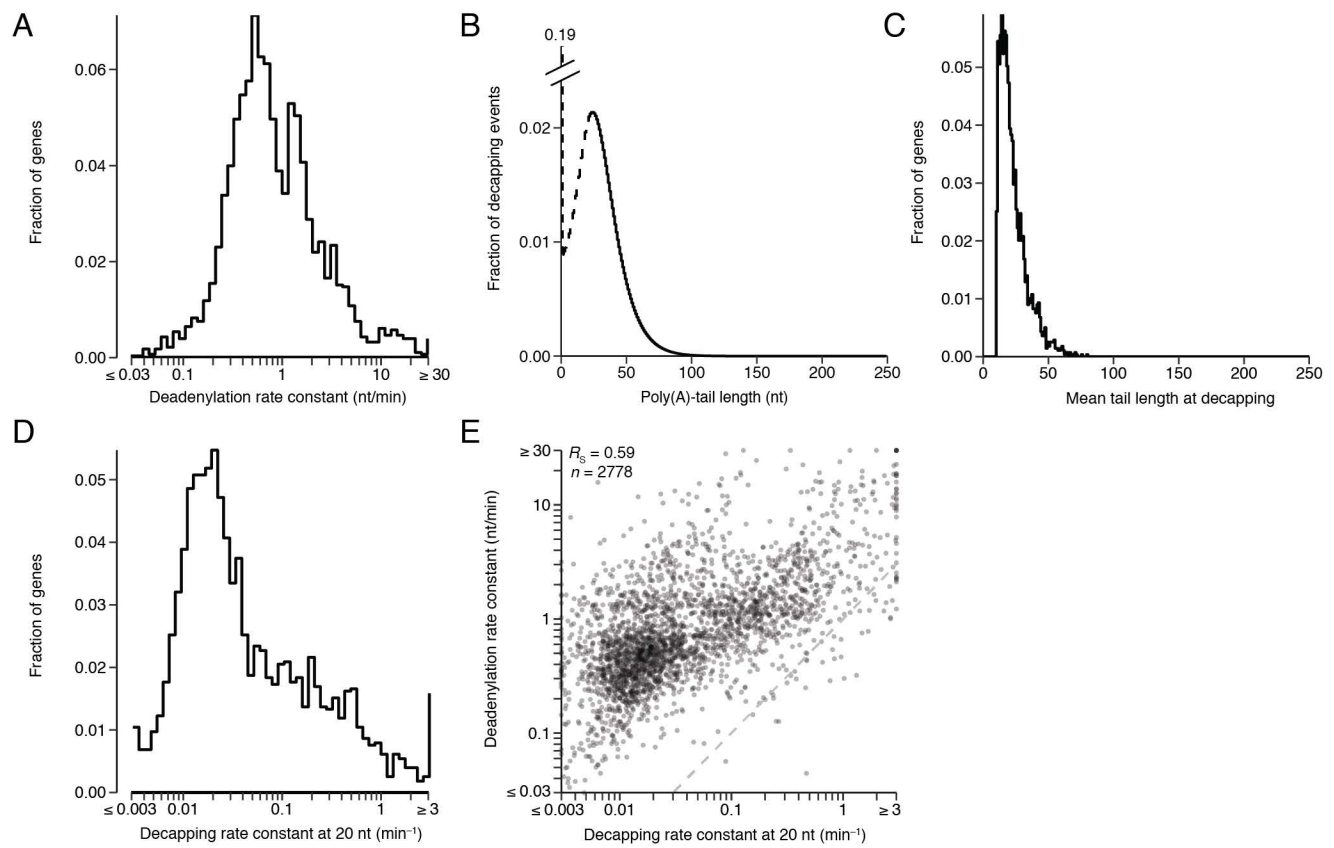 A
Fraction of genes
0.06
0.04
0.02
0.00
≤ 0.03 0.1 1 10 ≥ 30
Deadenylation rate constant (nt/min)
B
0.19
Fraction of decapping events
0.02
0.01
0.00
0 50 100 150 200 250
Poly(A)-tail length (nt)
C
Fraction of genes
0.05
0.04
0.03
0.02
0.01
0.00
0 50 100 150 200 250
Mean tail length at decapping
D
Fraction of genes
0.05
0.04
0.03
0.02
0.01
0.00
≤ 0.003 0.01 0.1 1 ≥ 3
Decapping rate constant at 20 nt (min⁻¹)
E
Deadenylation rate constant (nt/min)
≥ 30
10
1
0.1
≤ 0.03
Rₛ = 0.59
n = 2778
≤ 0.003 0.01 0.1 1 ≥ 3
Decapping rate constant at 20 nt (min⁻¹)